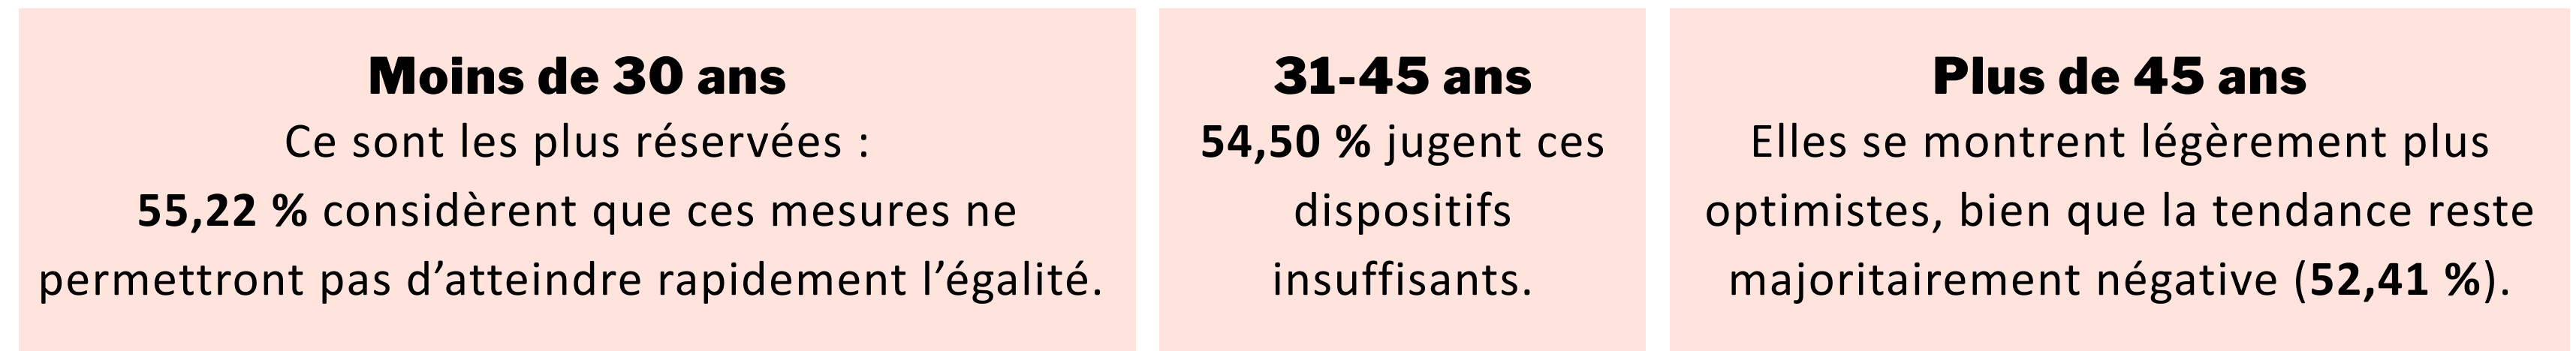 Moins de 30 ans
Ce sont les plus réservées :
55,22 % considèrent que ces mesures ne
permettront pas d’atteindre rapidement l’égalité.
31-45 ans
54,50 % jugent ces
dispositifs
insuffisants.
Plus de 45 ans
Elles se montrent légèrement plus
optimistes, bien que la tendance reste
majoritairement négative (52,41 %).